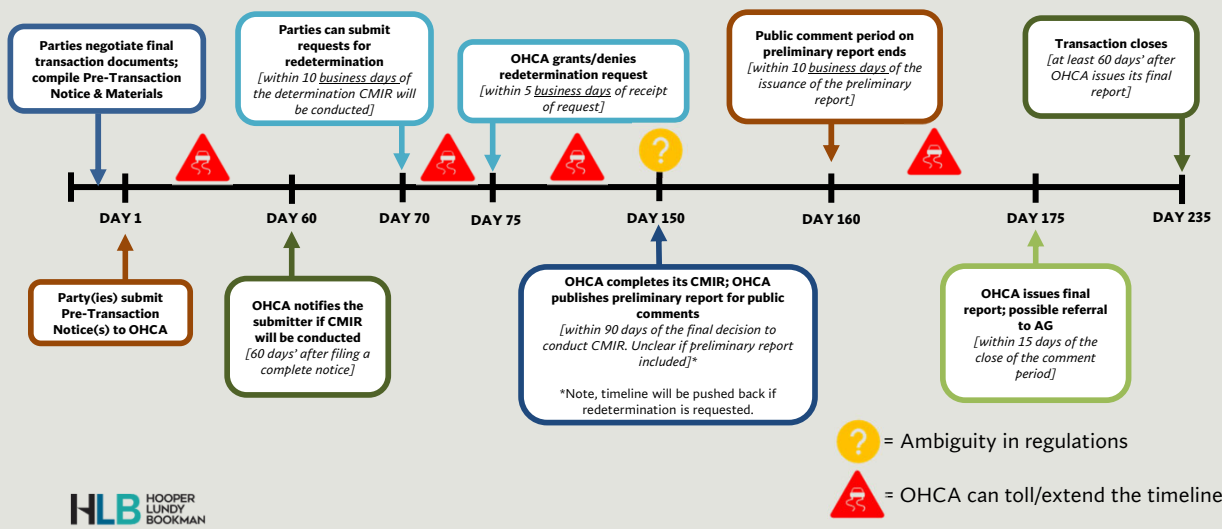 Parties negotiate final
transaction documents;
compile Pre-Transaction
Notice & Materials
Parties can submit
requests for
redetermination
[within 10 business days of
the determination CMIR will
be conducted]
OHCA grants/denies
redetermination request
[within 5 business days of receipt
of request]
Public comment period on
preliminary report ends
[within 10 business days of the
issuance of the preliminary
report]
Transaction closes
[at least 60 days' after
OHCA issues its final
report]
?
DAY 1
DAY 60
DAY 70
DAY 75
DAY 150
DAY 160
DAY 175
DAY 235
Party(ies) submit
Pre-Transaction
Notice(s) to OHCA
OHCA notifies the
submitter if CMIR
will be conducted
[60 days' after filing a
complete notice]
OHCA completes its CMIR; OHCA
publishes preliminary report for public
comments
[within 90 days of the final decision to
conduct CMIR. Unclear if preliminary report
included]*
*Note, timeline will be pushed back if
redetermination is requested.
OHCA issues final
report; possible referral
to AG
[within 15 days of the
close of the comment
period]
? = Ambiguity in regulations
= OHCA can toll/extend the timeline
HLB HOOPER
LUNDY
BOOKMAN